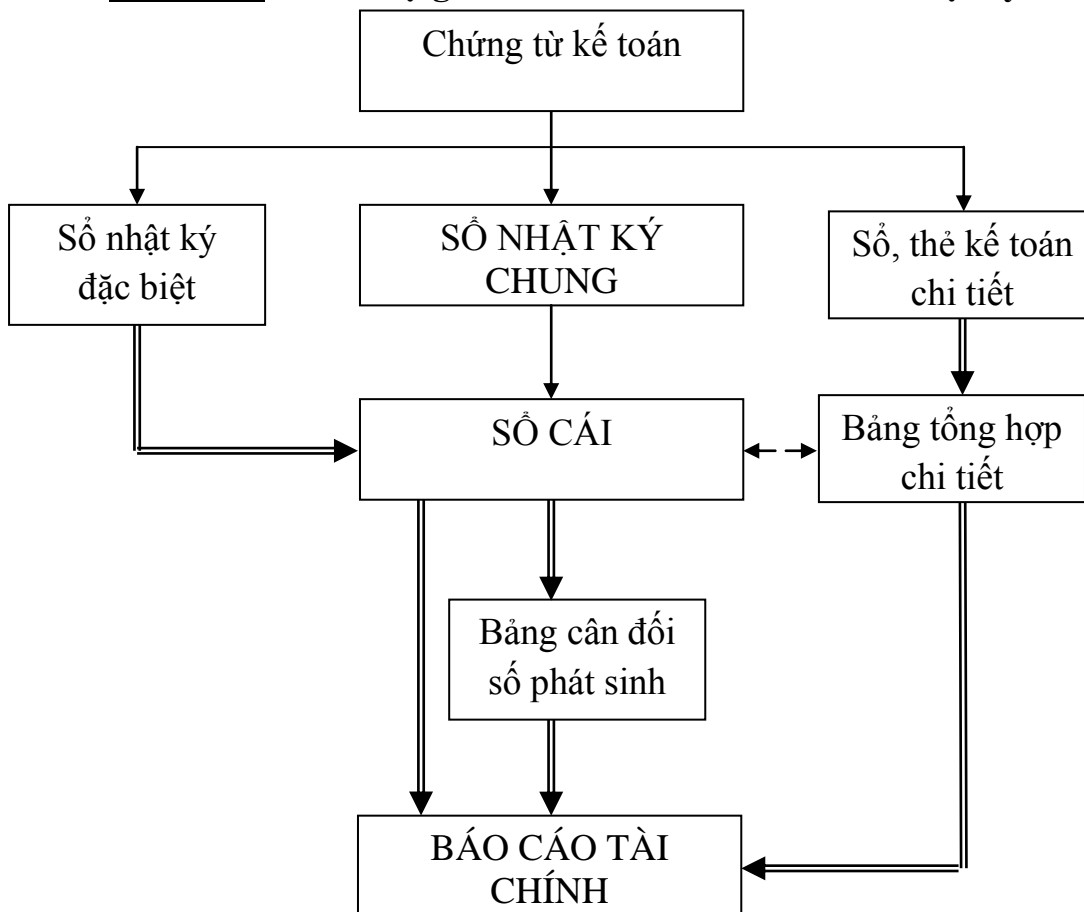 Chứng từ kế toán
Sổ nhật ký
đặc biệt
SỔ NHẬT KÝ
CHUNG
Sổ, thẻ kế toán
chi tiết
SỔ CÁI
Bảng tổng hợp
chi tiết
Bảng cân đối
số phát sinh
BÁO CÁO TÀI
CHÍNH